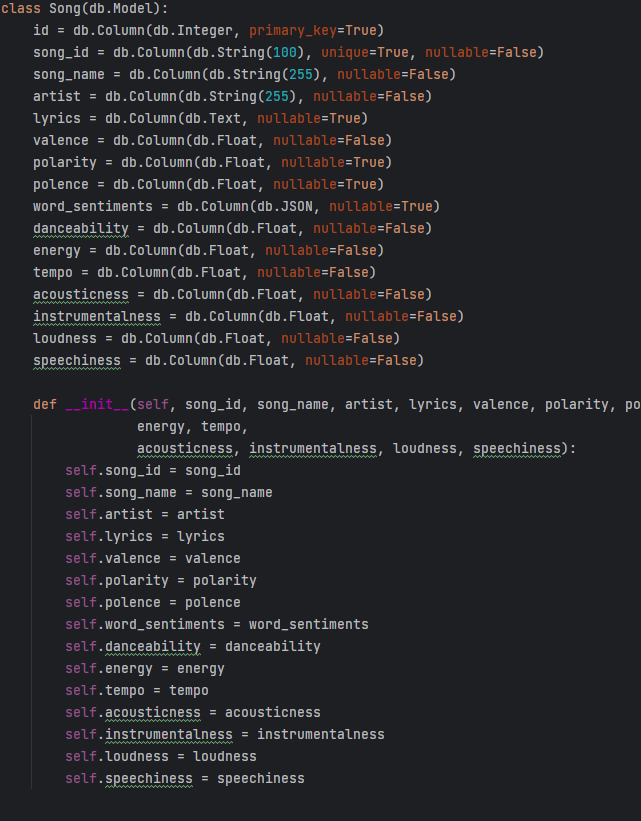 class Song(db.Model):
    id = db.Column(db.Integer, primary_key=True)
    song_id = db.Column(db.String(100), unique=True, nullable=False)
    song_name = db.Column(db.String(255), nullable=False)
    artist = db.Column(db.String(255), nullable=False)
    lyrics = db.Column(db.Text, nullable=True)
    valence = db.Column(db.Float, nullable=False)
    polarity = db.Column(db.Float, nullable=True)
    polence = db.Column(db.Float, nullable=True)
    word_sentiments = db.Column(db.JSON, nullable=True)
    danceability = db.Column(db.Float, nullable=False)
    energy = db.Column(db.Float, nullable=False)
    tempo = db.Column(db.Float, nullable=False)
    acousticness = db.Column(db.Float, nullable=False)
    instrumentalness = db.Column(db.Float, nullable=False)
    loudness = db.Column(db.Float, nullable=False)
    speechiness = db.Column(db.Float, nullable=False)

    def __init__(self, song_id, song_name, artist, lyrics, valence, polarity, po
                 energy, tempo,
                 acousticness, instrumentalness, loudness, speechiness):
        self.song_id = song_id
        self.song_name = song_name
        self.artist = artist
        self.lyrics = lyrics
        self.valence = valence
        self.polarity = polarity
        self.polence = polence
        self.word_sentiments = word_sentiments
        self.danceability = danceability
        self.energy = energy
        self.tempo = tempo
        self.acousticness = acousticness
        self.instrumentalness = instrumentalness
        self.loudness = loudness
        self.speechiness = speechiness